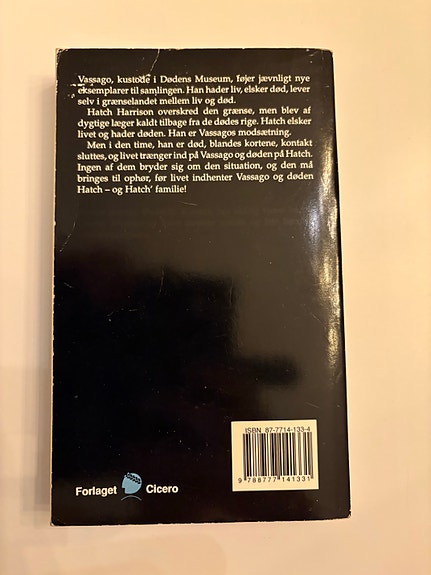 Vassago, kustode i Dødens Museum, føjer jævnligt nye
eksemplarer til samlingen. Han hader liv, elsker død, lever
selv i grænselandet mellem liv og død.
Hatch Harrison overskred den grænse, men blev af
dygtige læger kaldt tilbage fra de dødes rige. Hatch elsker
livet og hader døden. Han er Vassagos modsætning.
Men i den time, han er død, blandes kortene, kontakt
sluttes, og livet trænger ind på Vassago og døden på Hatch.
Ingen af dem bryder sig om den situation, og den må
bringes til ophør, før livet indhenter Vassago og døden
Hatch – og Hatch' familie!
ISBN 87-7714-133-4
9 788777 141331
Forlaget Cicero